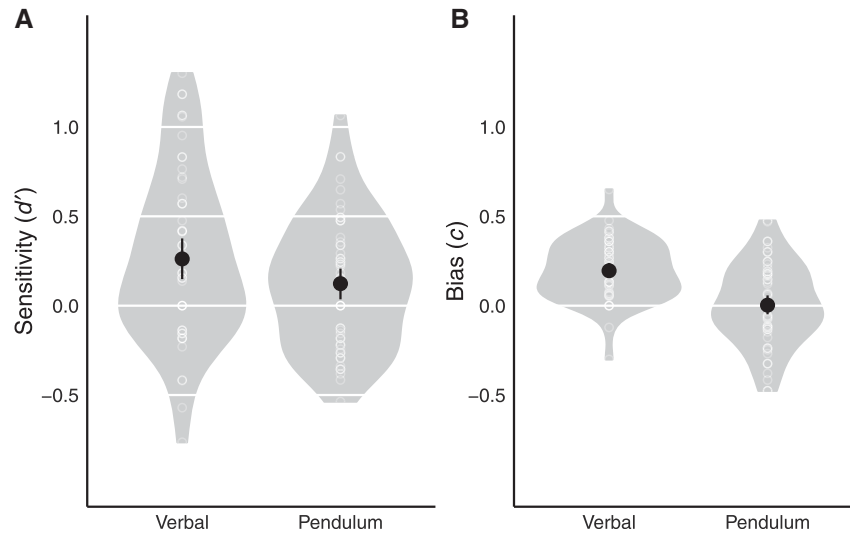 A
Sensitivity (d′)
1.0
0.5
0.0
−0.5
Verbal Pendulum
B
Bias (c)
1.0
0.5
0.0
−0.5
Verbal Pendulum